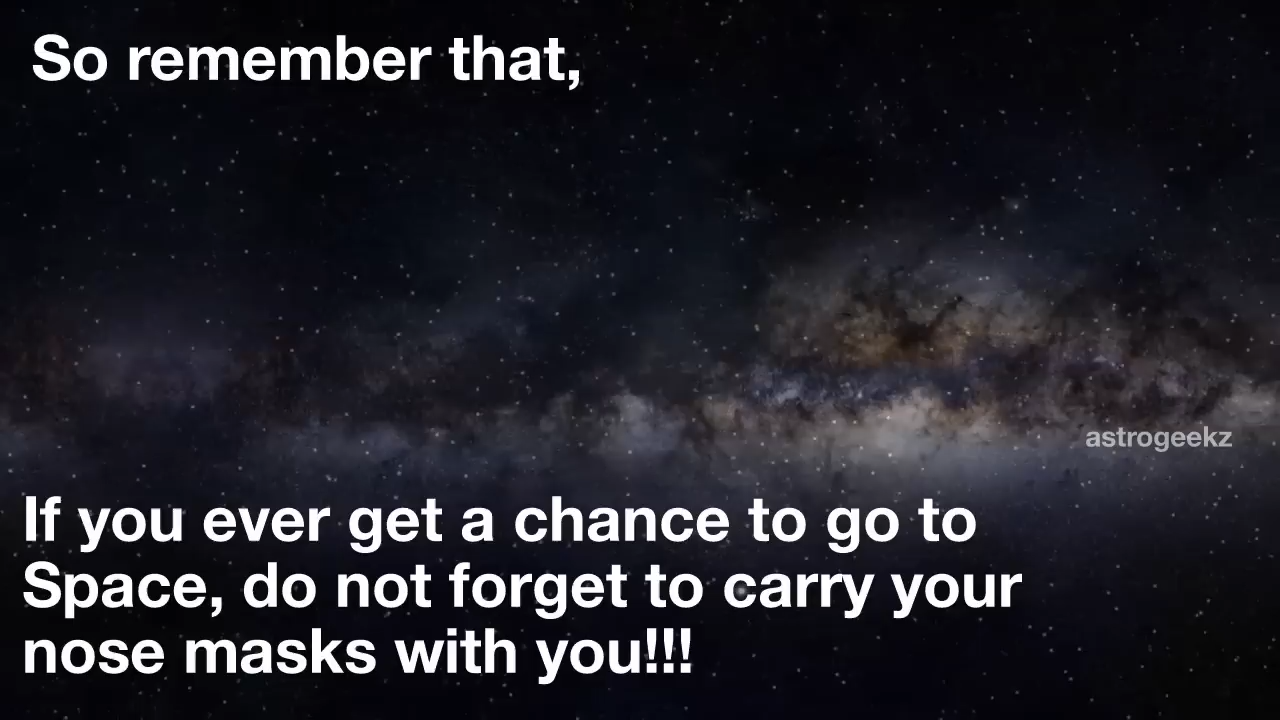 So remember that,
astrogeekz
If you ever get a chance to go to
Space, do not forget to carry your
nose masks with you!!!